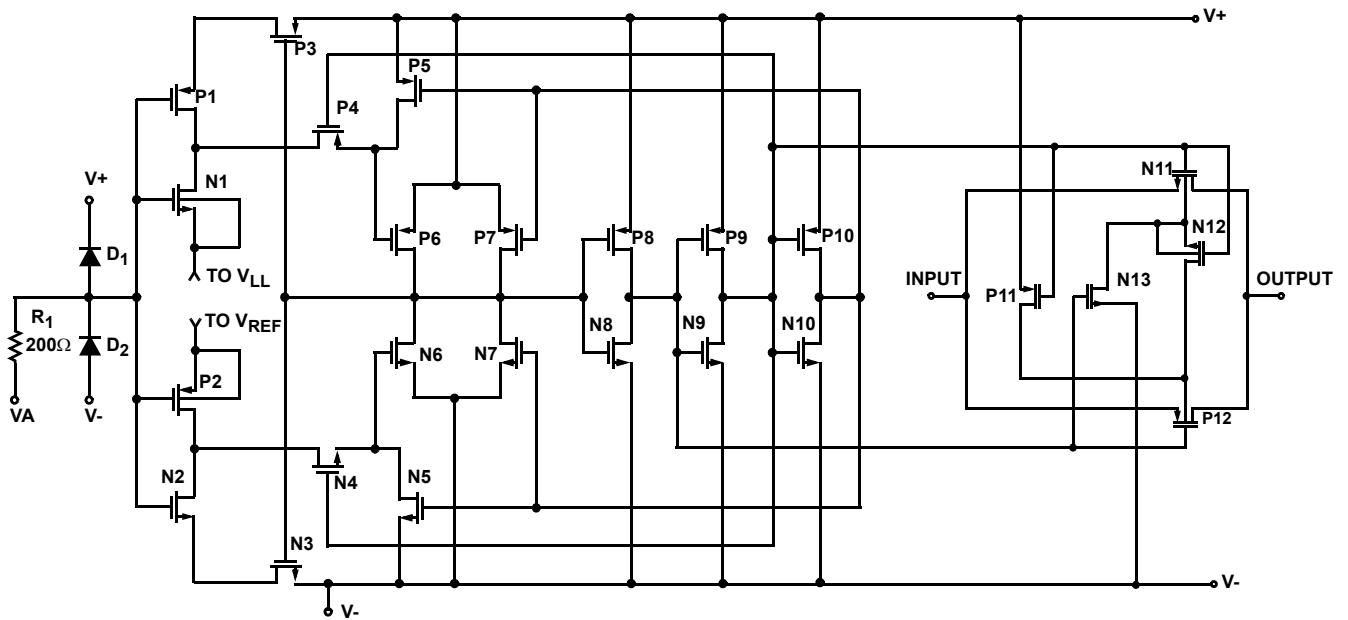 V+
P3
P5
P1
P4
N11
V+
N1
N12
P6
P7
P8
P9
P10
D1
TO VLL
INPUT
P11
N13
OUTPUT
R1
200Ω
TO VREF
D2
N6
N7
N8
N9
N10
P2
VA
V-
P12
N2
N4
N5
N3
V-
V-